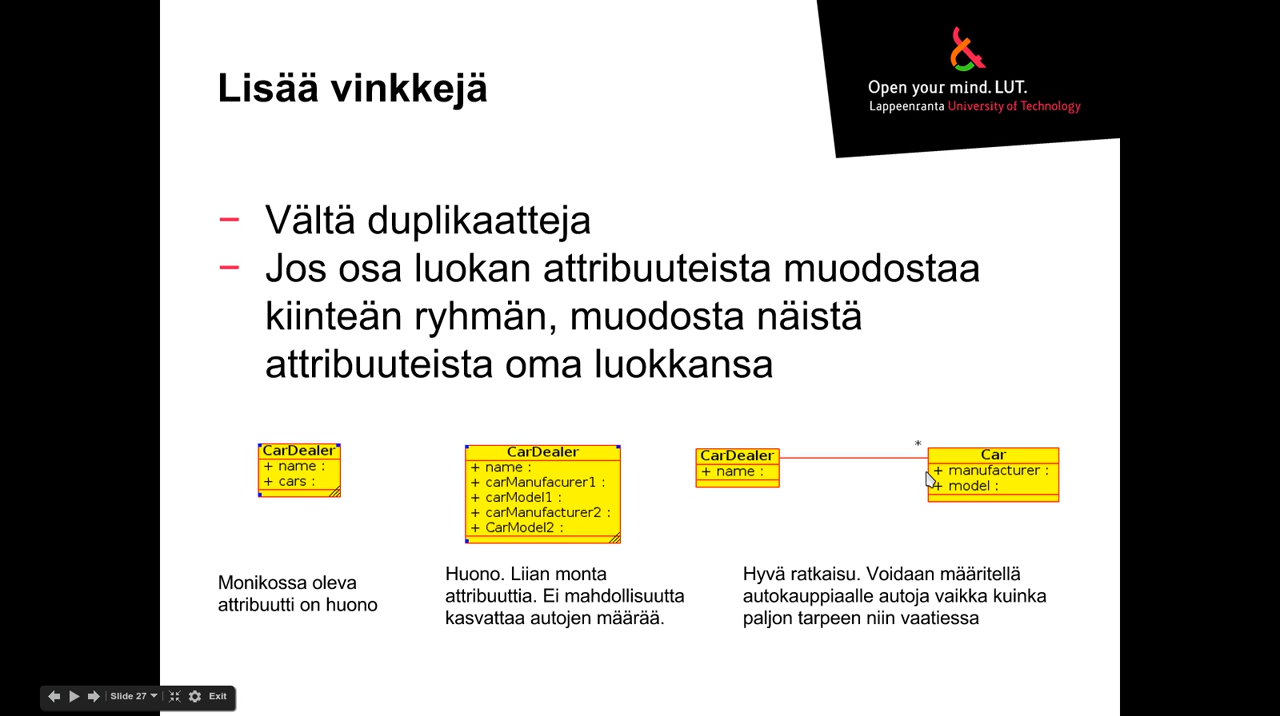 Lisää vinkkejä
Open your mind. LUT.
Lappeenranta University of Technology
– Vältä duplikaatteja
– Jos osa luokan attribuuteista muodostaa
kiinteän ryhmän, muodosta näistä
attribuuteista oma luokkansa
CarDealer
+ name :
+ cars :
CarDealer
+ name :
+ carManufacurer1 :
+ carModel1 :
+ carManufacturer2 :
+ CarModel2 :
CarDealer
+ name :
*
Car
+ manufacturer :
+ model :
Monikossa oleva
attribuutti on huono
Huono. Liian monta
attribuuttia. Ei mahdollisuutta
kasvattaa autojen määrää.
Hyvä ratkaisu. Voidaan määritellä
autokauppiaalle autoja vaikka kuinka
paljon tarpeen niin vaatiessa
Slide 27 Exit